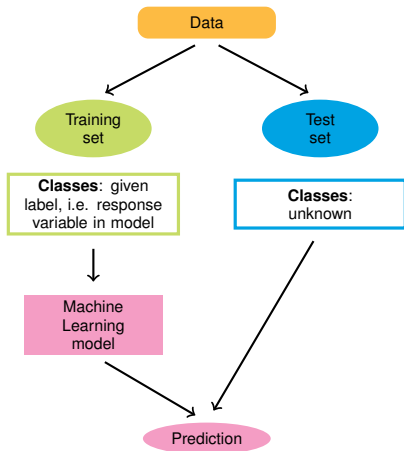 Data
Training
set
Test
set
Classes: given
label, i.e. response
variable in model
Classes:
unknown
Machine
Learning
model
Prediction